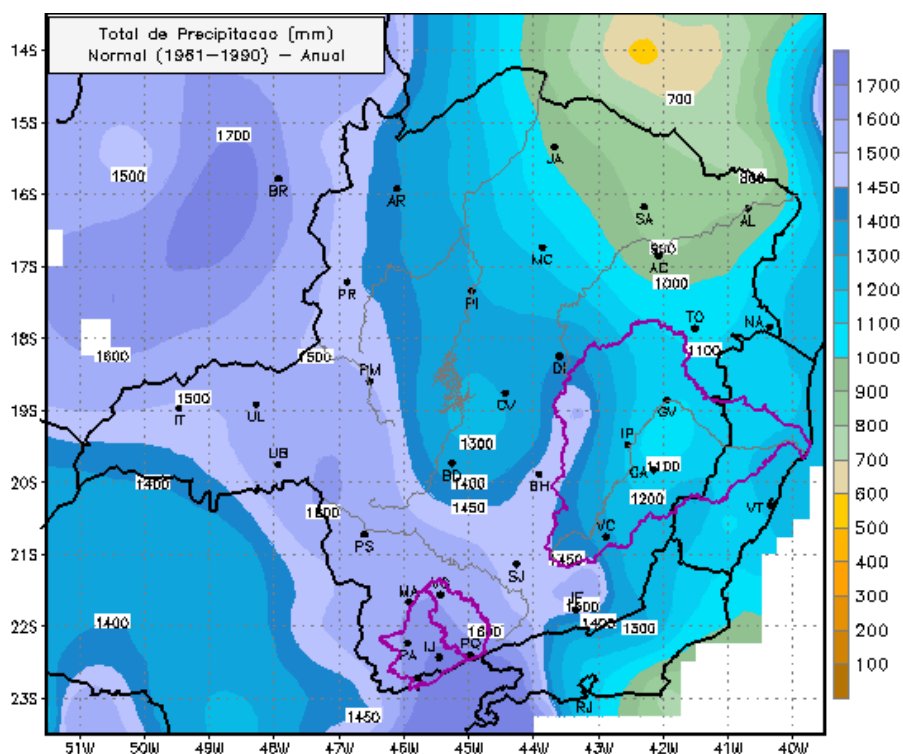 Total de Precipitacao (mm)
Normal (1961-1990) - Anual
14S
15S
16S
17S
18S
19S
20S
21S
22S
23S
51W
50W
49W
48W
47W
46W
45W
44W
43W
42W
41W
40W
1700
1600
1500
1450
1400
1300
1200
1100
1000
900
800
700
600
500
400
300
200
100
700
1700
1500
BR
AR
JA
SA
AL
MC
AC
1000
PR
PI
TO
NA
1100
1600
1500
DI
PM
1500
IT
UL
CV
GV
1300
IP
UB
BD
BH
CA
1100
1400
1400
1450
1200
VT
VC
PS
1450
SJ
MA
JF
1400
1300
1400
PA
IJ
PQ
1450
RJ